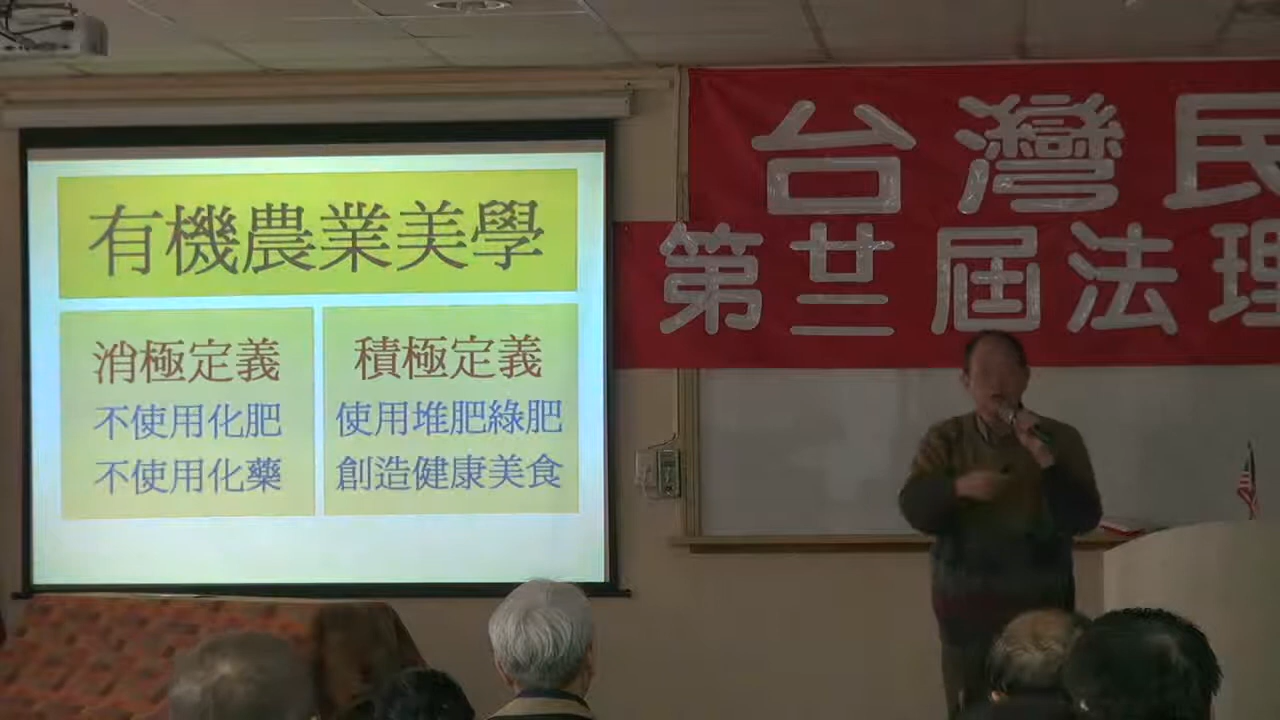 有機農業美學
消極定義
不使用化肥
不使用化藥
積極定義
使用堆肥綠肥
創造健康美食
台灣民
第廿二屆法理